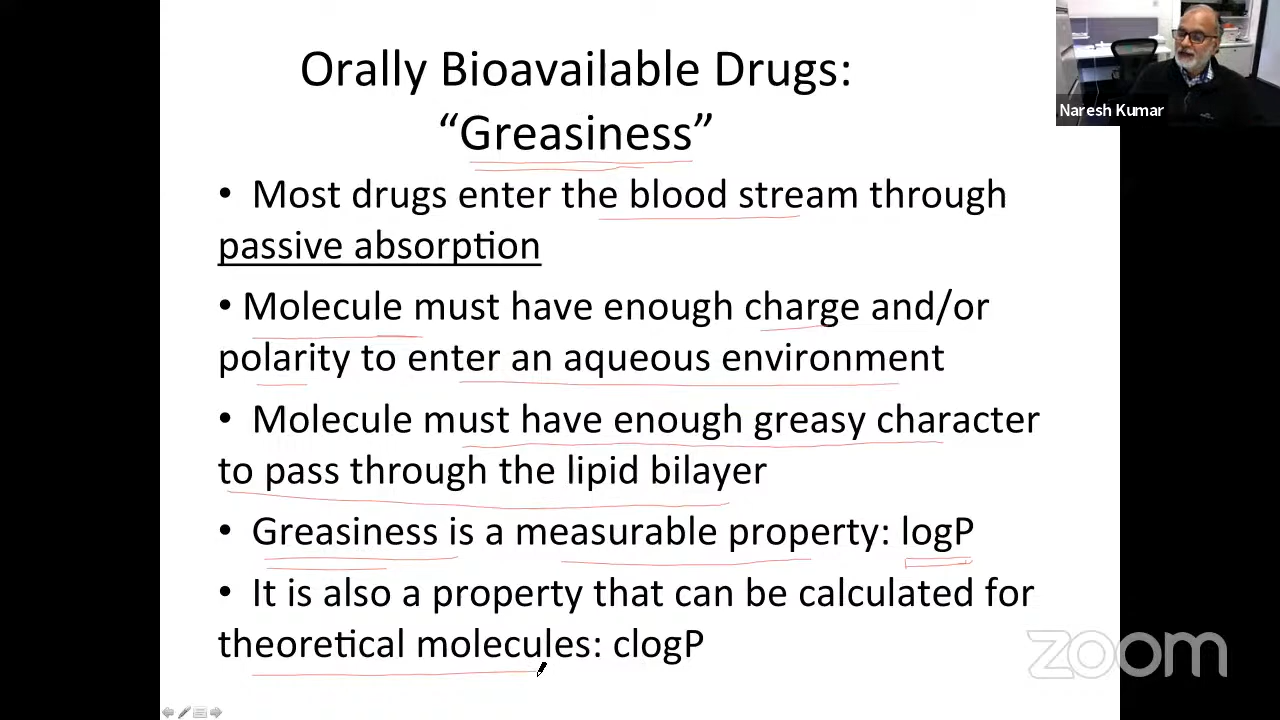 Orally Bioavailable Drugs:
“Greasiness”
• Most drugs enter the blood stream through
passive absorption
• Molecule must have enough charge and/or
polarity to enter an aqueous environment
• Molecule must have enough greasy character
to pass through the lipid bilayer
• Greasiness is a measurable property: logP
• It is also a property that can be calculated for
theoretical molecules: clogP
Naresh Kumar
zoom